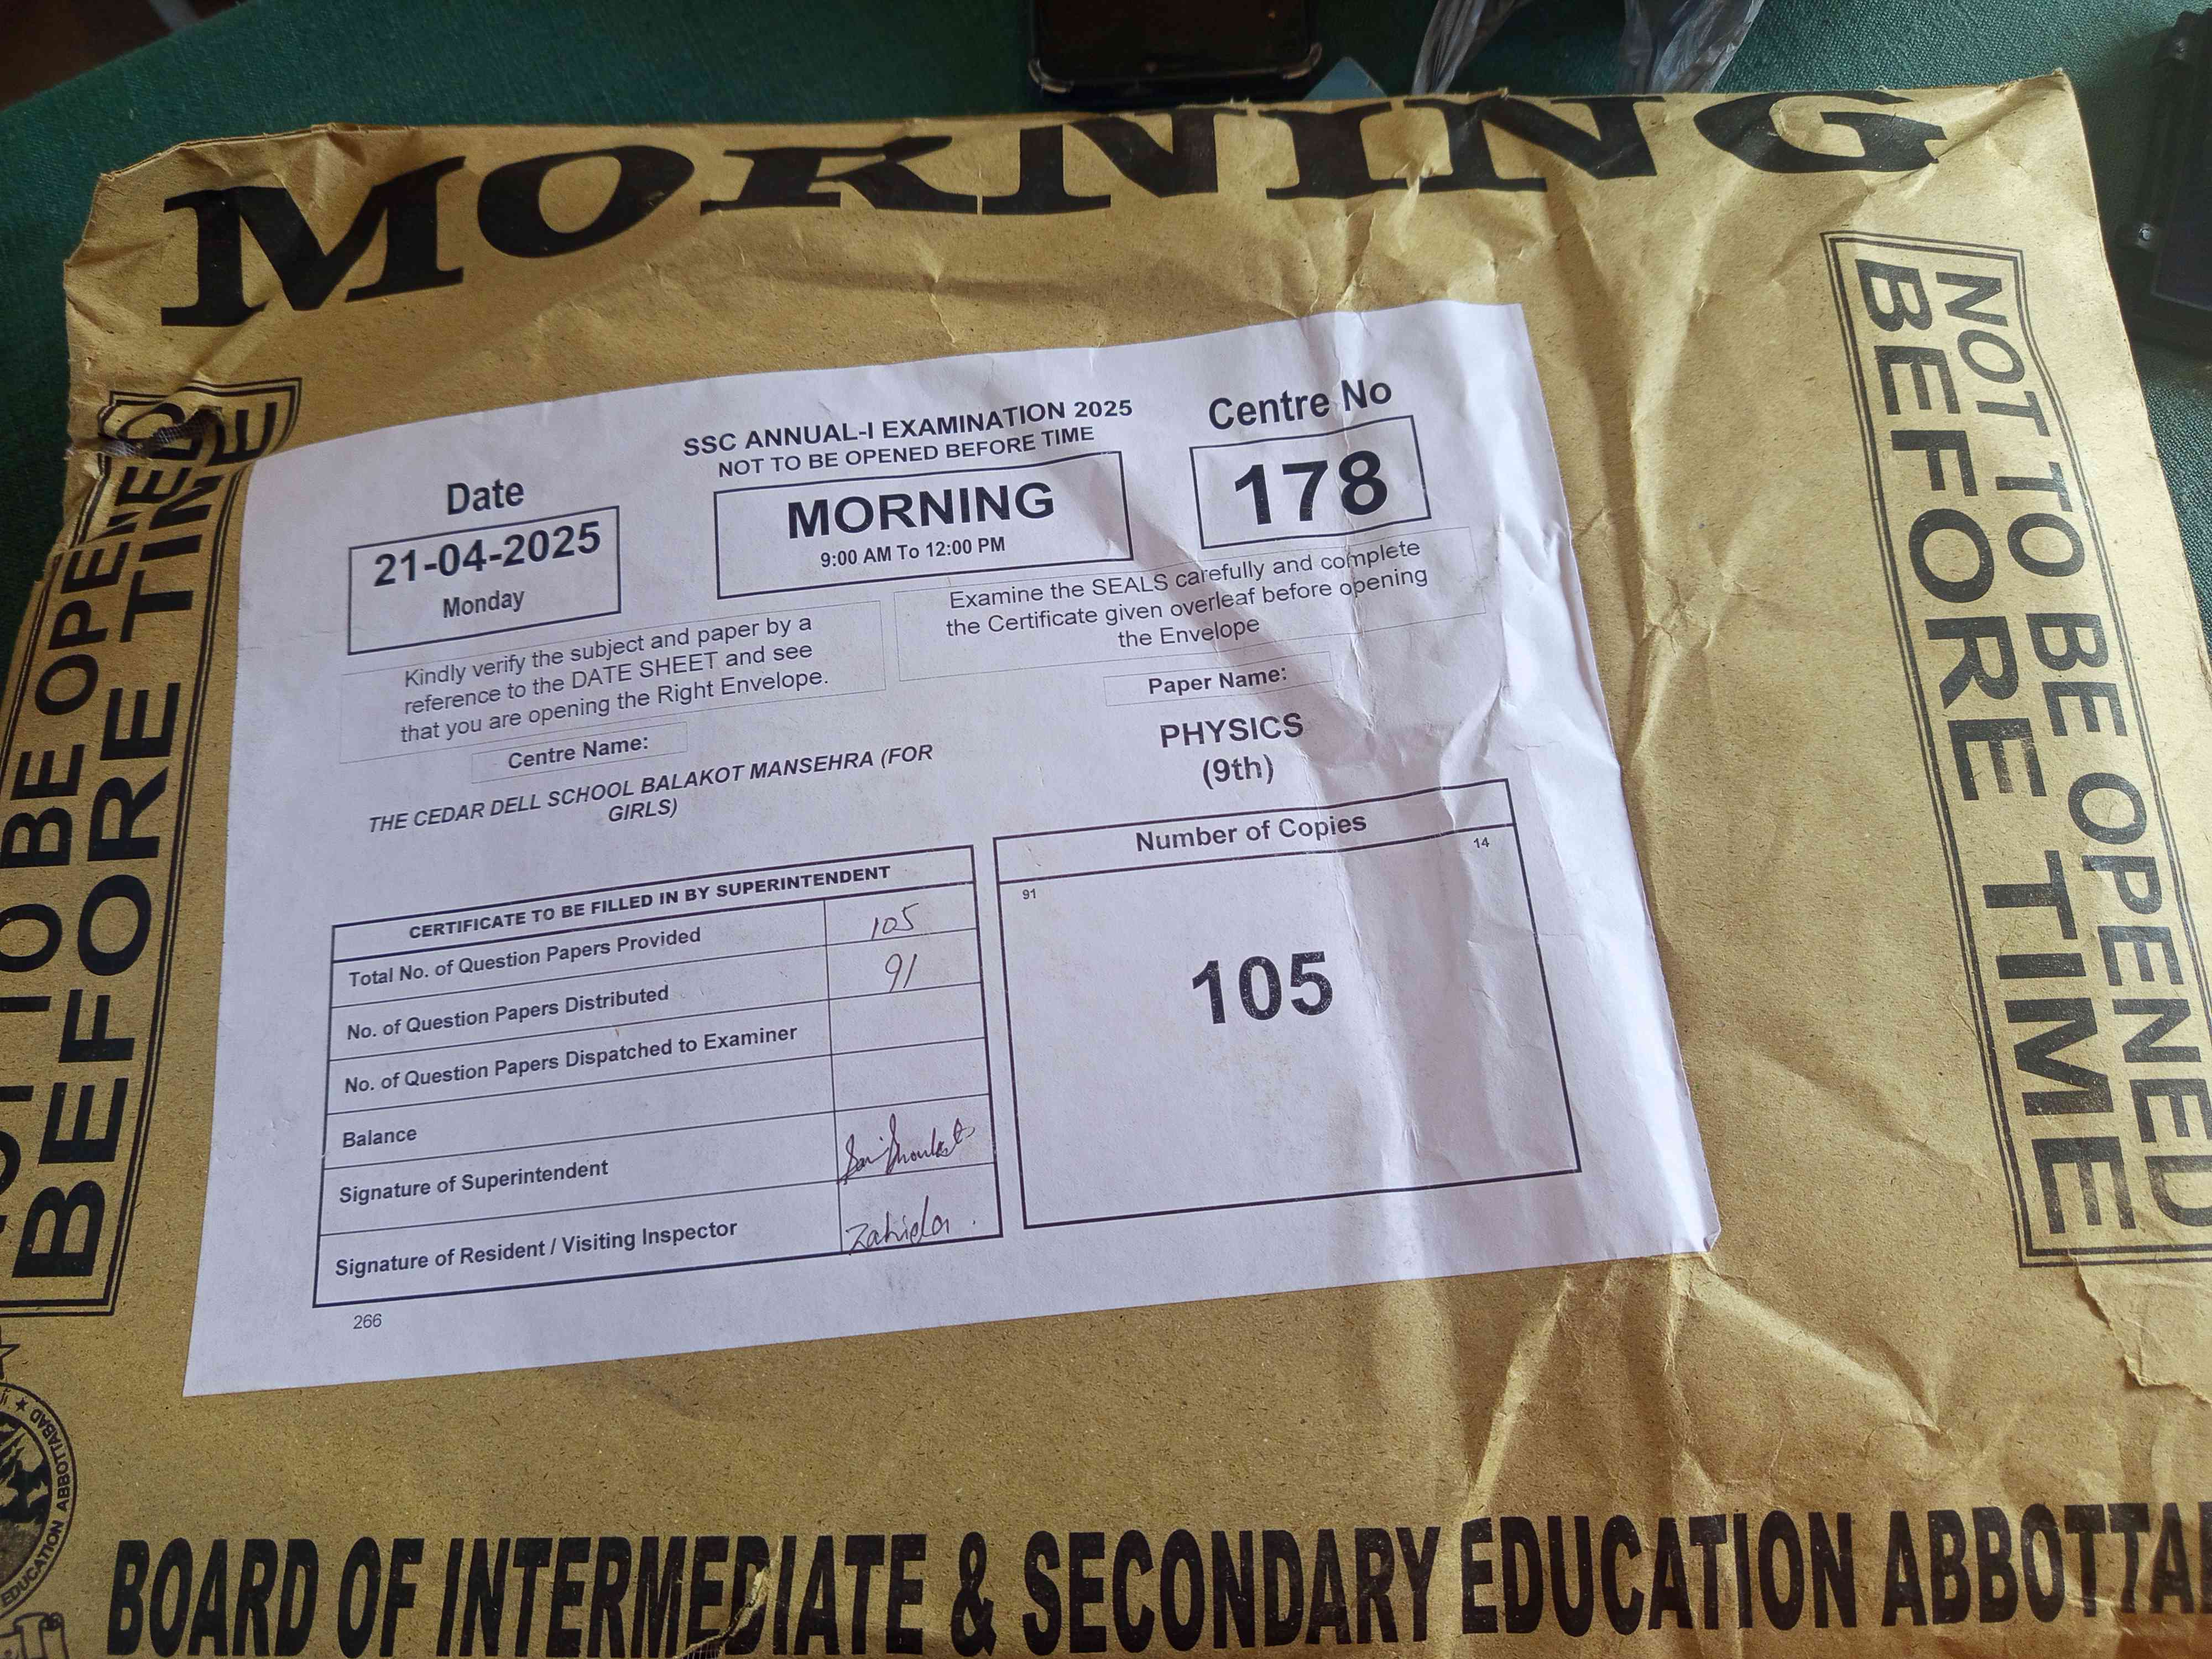 MORNING
NOT TO BE OPENED
BEFORE TIME
SSC ANNUAL-I EXAMINATION 2025
NOT TO BE OPENED BEFORE TIME
Date
21-04-2025
Monday
MORNING
9:00 AM To 12:00 PM
Centre No
178
Kindly verify the subject and paper by a
reference to the DATE SHEET and see
that you are opening the Right Envelope.
Examine the SEALS carefully and complete
the Certificate given overleaf before opening
the Envelope
Centre Name:
THE CEDAR DELL SCHOOL BALAKOT MANSEHRA (FOR
GIRLS)
Paper Name:
PHYSICS
(9th)
CERTIFICATE TO BE FILLED IN BY SUPERINTENDENT
Total No. of Question Papers Provided 105
No. of Question Papers Distributed 91
No. of Question Papers Dispatched to Examiner
Balance
Signature of Superintendent
Signature of Resident / Visiting Inspector Zahida
266
Number of Copies
14
91
105
NOT TO BE OPENED
BEFORE TIME
EDUCATION ABBOTTABAD
BOARD OF INTERMEDIATE & SECONDARY EDUCATION ABBOTTA